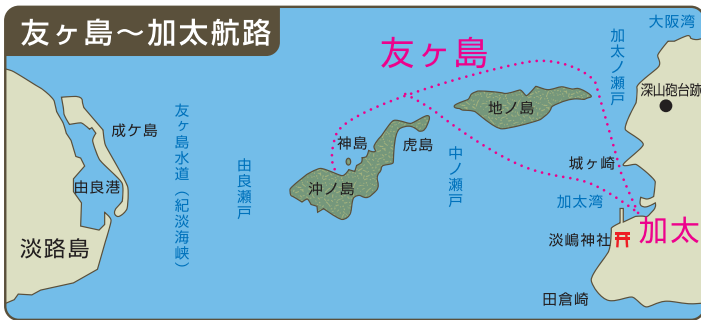 友ヶ島～加太航路
大阪湾
友ヶ島
加太ノ瀬戸
深山砲台跡
地ノ島
友ヶ島水道（紀淡海峡）
成ケ島
神島
虎島
中ノ瀬戸
城ヶ崎
由良瀬戸
由良港
沖ノ島
加太湾
淡路島
淡嶋神社
加太
田倉崎